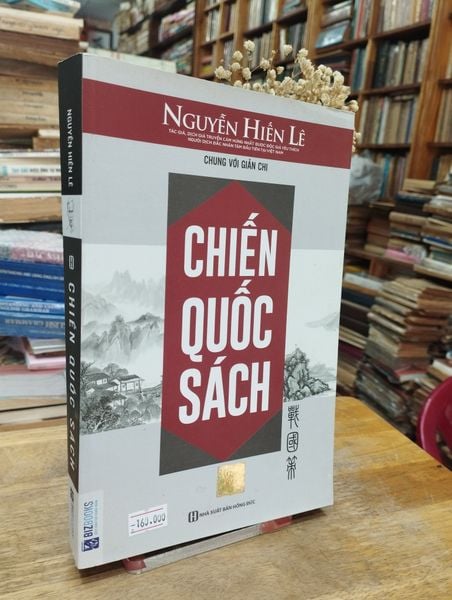 NGUYỄN HIẾN LÊ
TÁC GIẢ, DỊCH GIẢ TRUYỀN CẢM HỨNG NHẤT ĐƯỢC ĐỘC GIẢ YÊU THÍCH
NGƯỜI DỊCH ĐẮC NHÂN TÂM ĐẦU TIÊN TẠI VIỆT NAM
CHUNG VỚI GIẢN CHI
CHIẾN
QUỐC
SÁCH
戰
國
策
NHÀ XUẤT BẢN HỒNG ĐỨC
160.000
NGUYỄN HIẾN LÊ
CHIẾN QUỐC SÁCH
BIZBOOKS